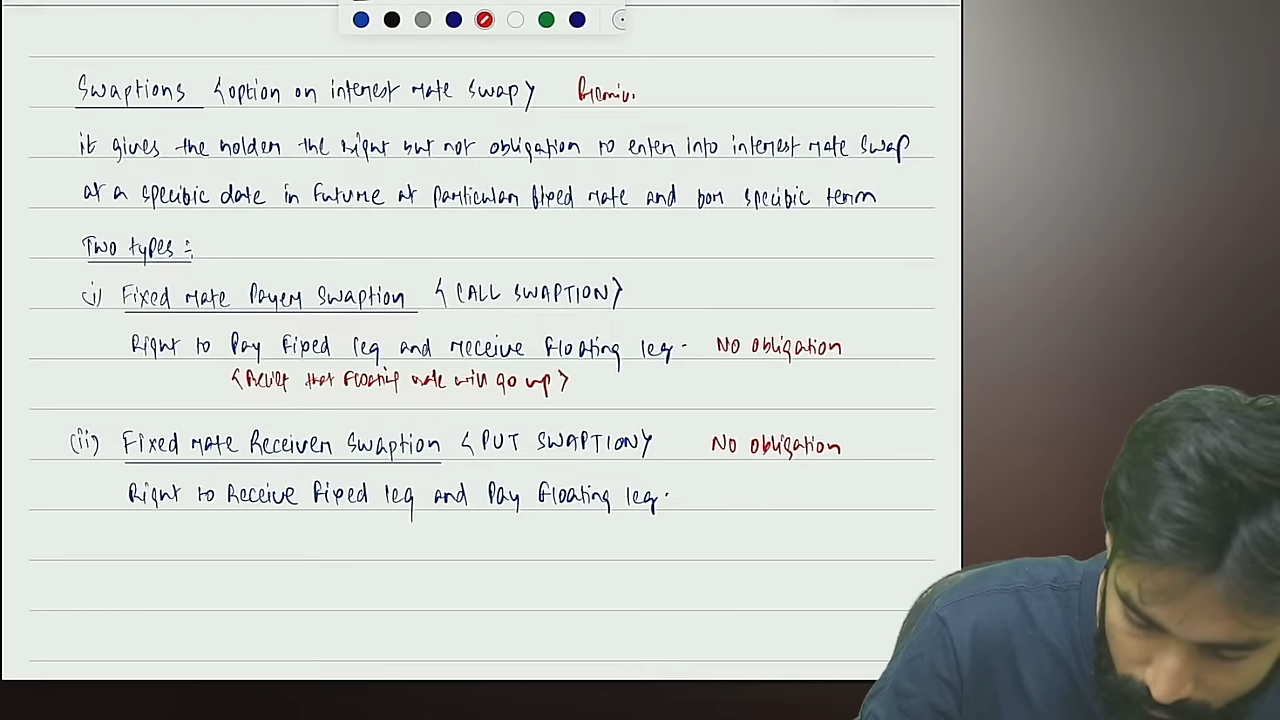 Swaptions {option on interest rate swap} Premiu.
it gives the holder the right but not obligation to enter into interest rate swap
at a specific date in future at particular fixed rate and for specific term
Two types :-
i) Fixed rate Payer Swaption {CALL SWAPTION}
Right to Pay Fixed leg and receive Floating leg. No obligation
{Belief that Floating rate will go up}
(ii) Fixed rate Receiver Swaption {PUT SWAPTION} No obligation
Right to Receive Fixed leg and Pay Floating leg.